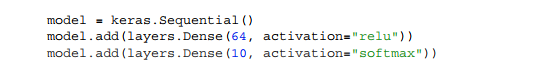 model = keras.Sequential()
model.add(layers.Dense(64, activation="relu"))
model.add(layers.Dense(10, activation="softmax"))